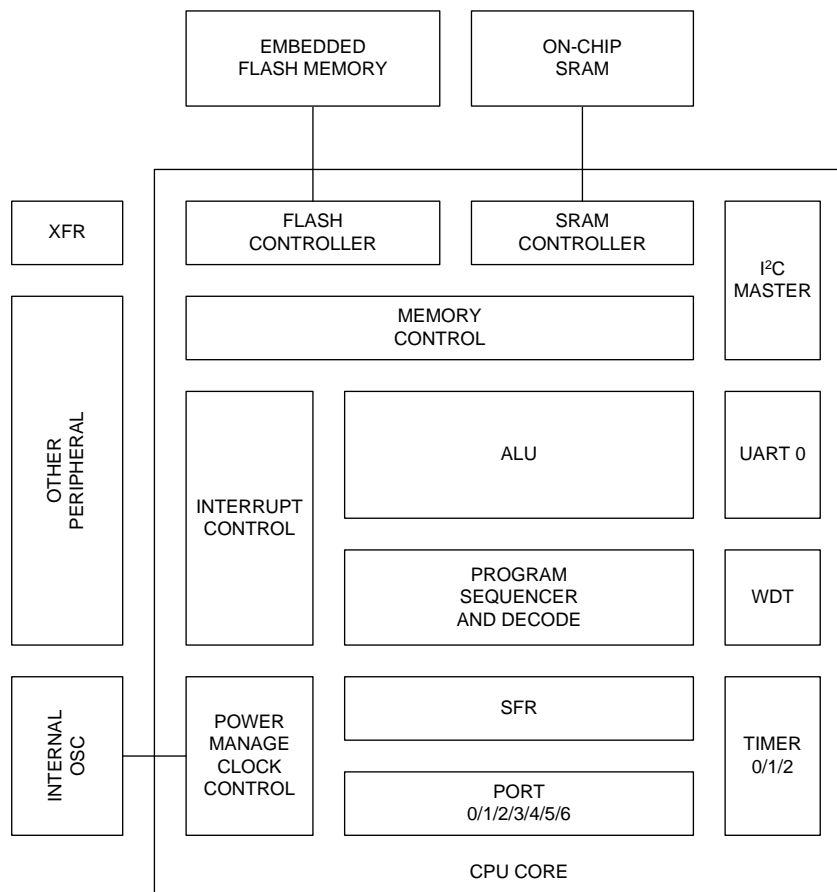 EMBEDDED
FLASH MEMORY
ON-CHIP
SRAM
XFR
FLASH
CONTROLLER
SRAM
CONTROLLER
I²C
MASTER
MEMORY
CONTROL
OTHER
PERIPHERAL
INTERRUPT
CONTROL
ALU
UART 0
PROGRAM
SEQUENCER
AND DECODE
WDT
INTERNAL
OSC
POWER
MANAGE
CLOCK
CONTROL
SFR
TIMER
0/1/2
PORT
0/1/2/3/4/5/6
CPU CORE